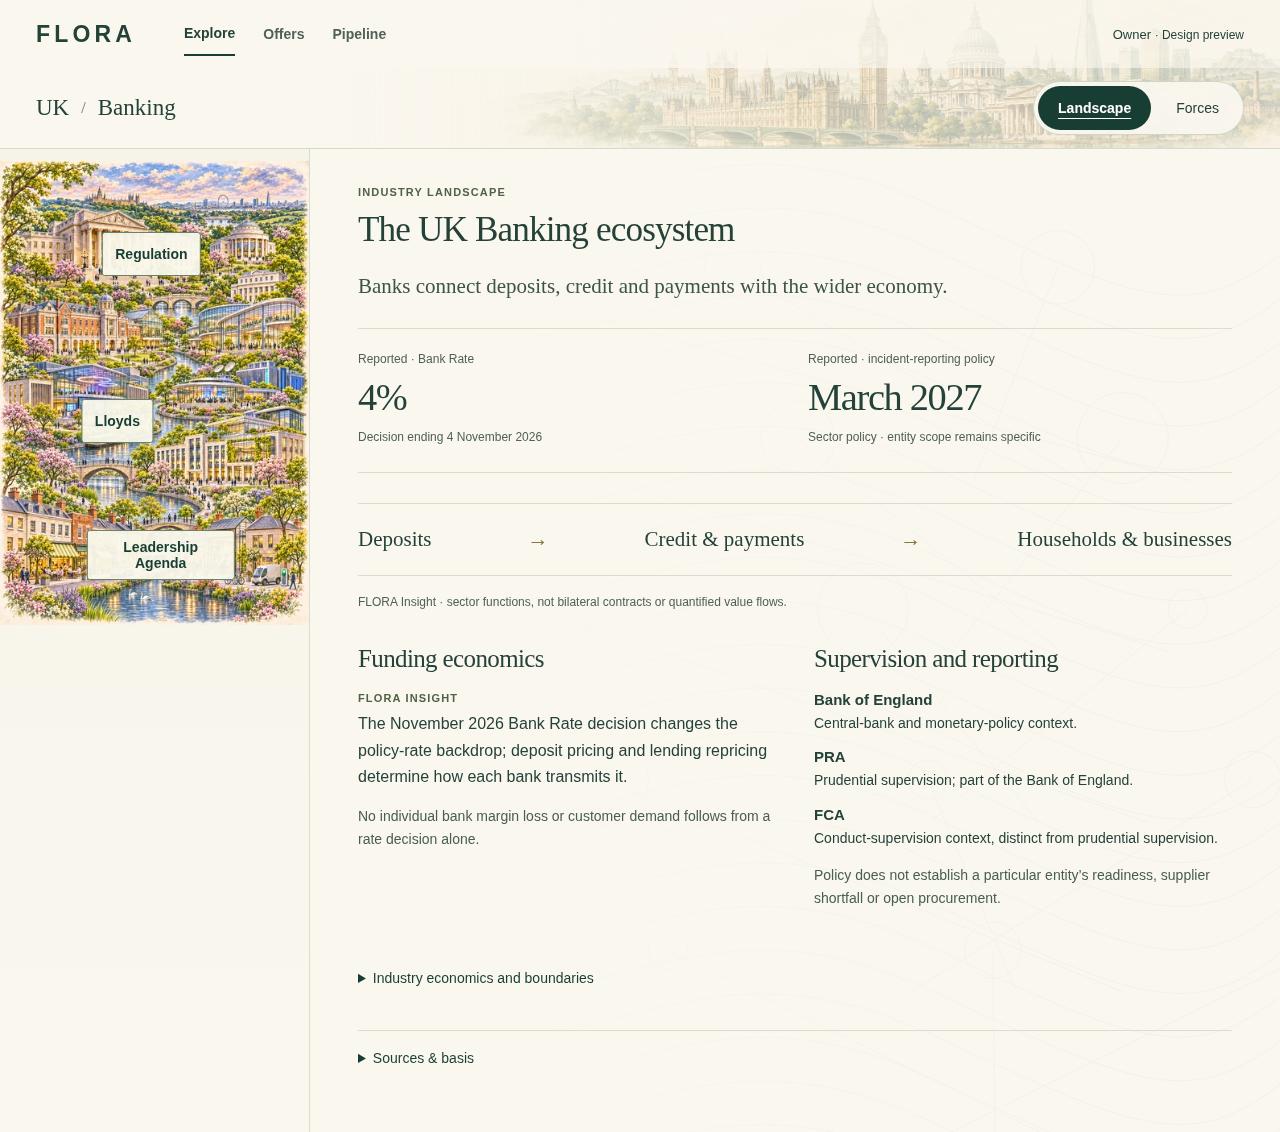 FLORA
Explore
Offers
Pipeline
Owner · Design preview
UK / Banking
Landscape
Forces
Regulation
Lloyds
Leadership
Agenda
INDUSTRY LANDSCAPE
The UK Banking ecosystem
Banks connect deposits, credit and payments with the wider economy.
Reported · Bank Rate
4%
Decision ending 4 November 2026
Reported · incident-reporting policy
March 2027
Sector policy · entity scope remains specific
Deposits → Credit & payments → Households & businesses
FLORA Insight · sector functions, not bilateral contracts or quantified value flows.
Funding economics
FLORA INSIGHT
The November 2026 Bank Rate decision changes the
policy-rate backdrop; deposit pricing and lending repricing
determine how each bank transmits it.
No individual bank margin loss or customer demand follows from a
rate decision alone.
Supervision and reporting
Bank of England
Central-bank and monetary-policy context.
PRA
Prudential supervision; part of the Bank of England.
FCA
Conduct-supervision context, distinct from prudential supervision.
Policy does not establish a particular entity's readiness, supplier
shortfall or open procurement.
▶ Industry economics and boundaries
▶ Sources & basis